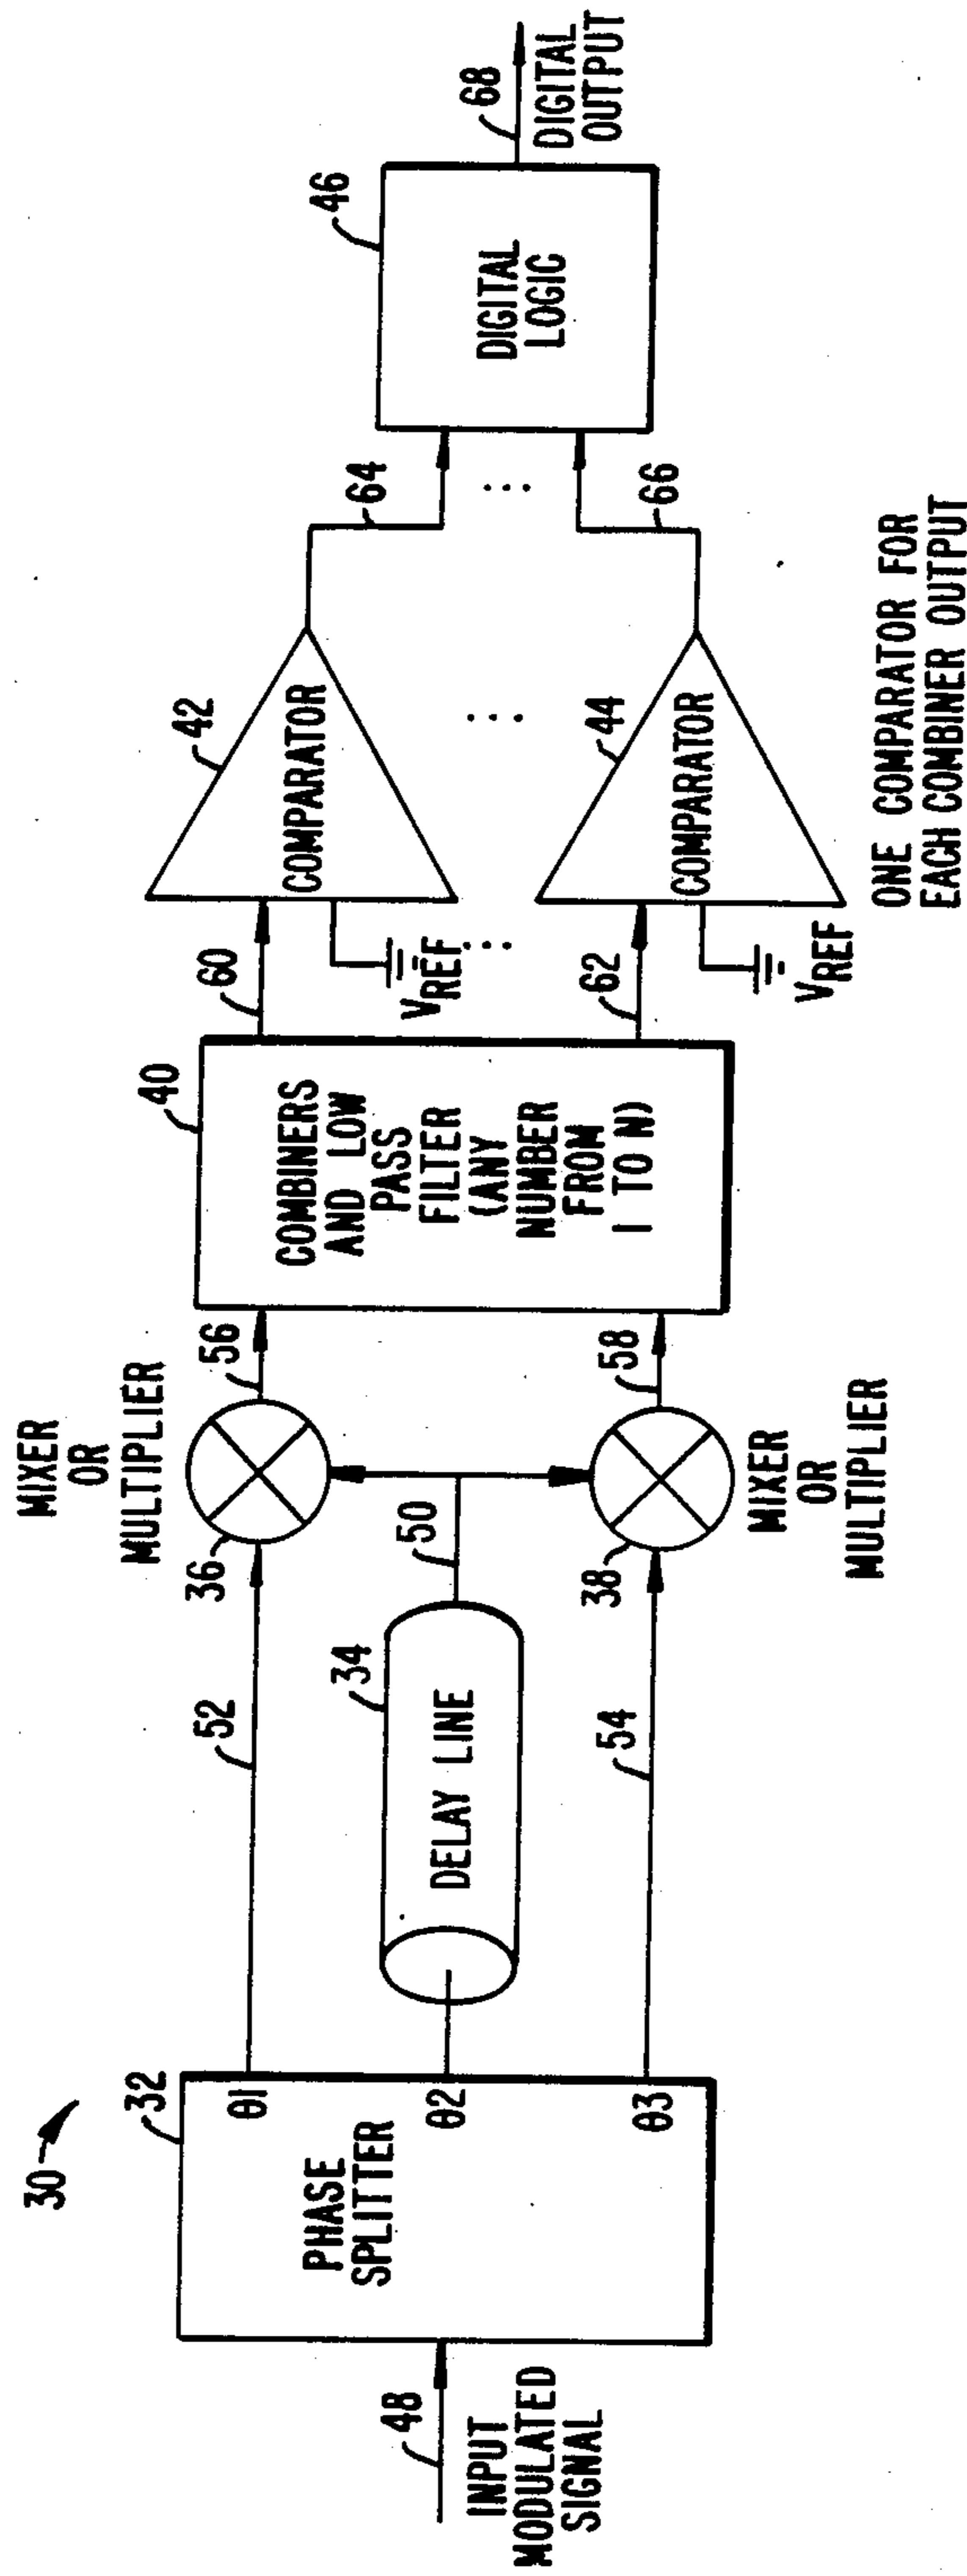 30
48
INPUT
MODULATED
SIGNAL
32
PHASE
SPLITTER
θ1
θ2
θ3
52
34
DELAY LINE
50
54
MIXER
OR
MULTIPLIER
36
56
38
58
MIXER
OR
MULTIPLIER
40
COMBINERS
AND LOW
PASS
FILTER
(ANY
NUMBER
FROM
1 TO N)
60
62
42
COMPARATOR
VREF
...
...
44
COMPARATOR
VREF
ONE COMPARATOR FOR
EACH COMBINER OUTPUT
64
...
66
46
DIGITAL
LOGIC
68
DIGITAL
OUTPUT